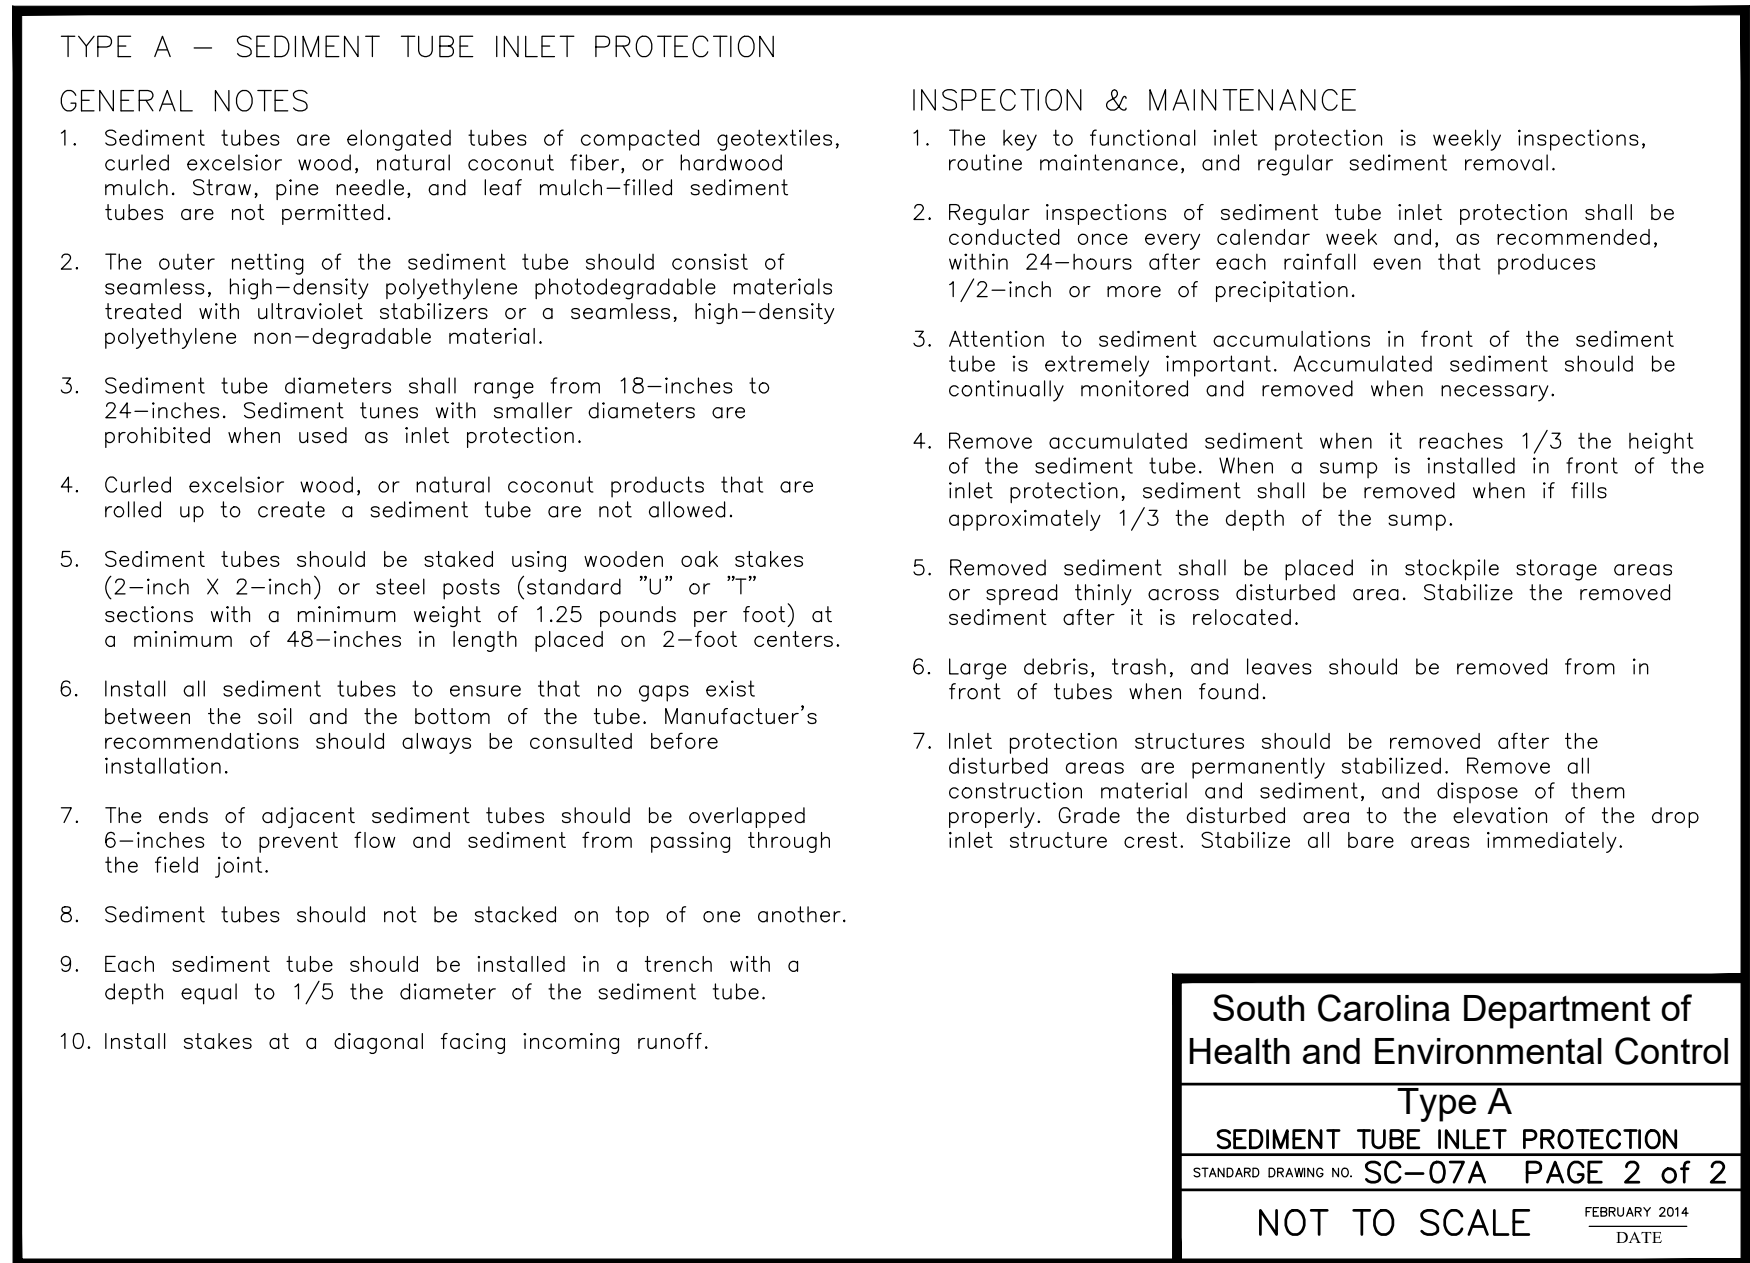 TYPE A – SEDIMENT TUBE INLET PROTECTION
GENERAL NOTES
1. Sediment tubes are elongated tubes of compacted geotextiles,
curled excelsior wood, natural coconut fiber, or hardwood
mulch. Straw, pine needle, and leaf mulch–filled sediment
tubes are not permitted.
2. The outer netting of the sediment tube should consist of
seamless, high–density polyethylene photodegradable materials
treated with ultraviolet stabilizers or a seamless, high–density
polyethylene non–degradable material.
3. Sediment tube diameters shall range from 18–inches to
24–inches. Sediment tunes with smaller diameters are
prohibited when used as inlet protection.
4. Curled excelsior wood, or natural coconut products that are
rolled up to create a sediment tube are not allowed.
5. Sediment tubes should be staked using wooden oak stakes
(2–inch X 2–inch) or steel posts (standard "U" or "T"
sections with a minimum weight of 1.25 pounds per foot) at
a minimum of 48–inches in length placed on 2–foot centers.
6. Install all sediment tubes to ensure that no gaps exist
between the soil and the bottom of the tube. Manufactuer's
recommendations should always be consulted before
installation.
7. The ends of adjacent sediment tubes should be overlapped
6–inches to prevent flow and sediment from passing through
the field joint.
8. Sediment tubes should not be stacked on top of one another.
9. Each sediment tube should be installed in a trench with a
depth equal to 1/5 the diameter of the sediment tube.
10. Install stakes at a diagonal facing incoming runoff.
INSPECTION & MAINTENANCE
1. The key to functional inlet protection is weekly inspections,
routine maintenance, and regular sediment removal.
2. Regular inspections of sediment tube inlet protection shall be
conducted once every calendar week and, as recommended,
within 24–hours after each rainfall even that produces
1/2–inch or more of precipitation.
3. Attention to sediment accumulations in front of the sediment
tube is extremely important. Accumulated sediment should be
continually monitored and removed when necessary.
4. Remove accumulated sediment when it reaches 1/3 the height
of the sediment tube. When a sump is installed in front of the
inlet protection, sediment shall be removed when if fills
approximately 1/3 the depth of the sump.
5. Removed sediment shall be placed in stockpile storage areas
or spread thinly across disturbed area. Stabilize the removed
sediment after it is relocated.
6. Large debris, trash, and leaves should be removed from in
front of tubes when found.
7. Inlet protection structures should be removed after the
disturbed areas are permanently stabilized. Remove all
construction material and sediment, and dispose of them
properly. Grade the disturbed area to the elevation of the drop
inlet structure crest. Stabilize all bare areas immediately.
South Carolina Department of
Health and Environmental Control
Type A
SEDIMENT TUBE INLET PROTECTION
STANDARD DRAWING NO. SC–07A PAGE 2 of 2
NOT TO SCALE
FEBRUARY 2014
DATE